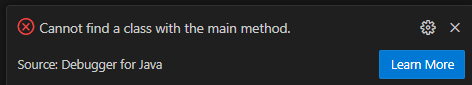 Cannot find a class with the main method.
Source: Debugger for Java
Learn More